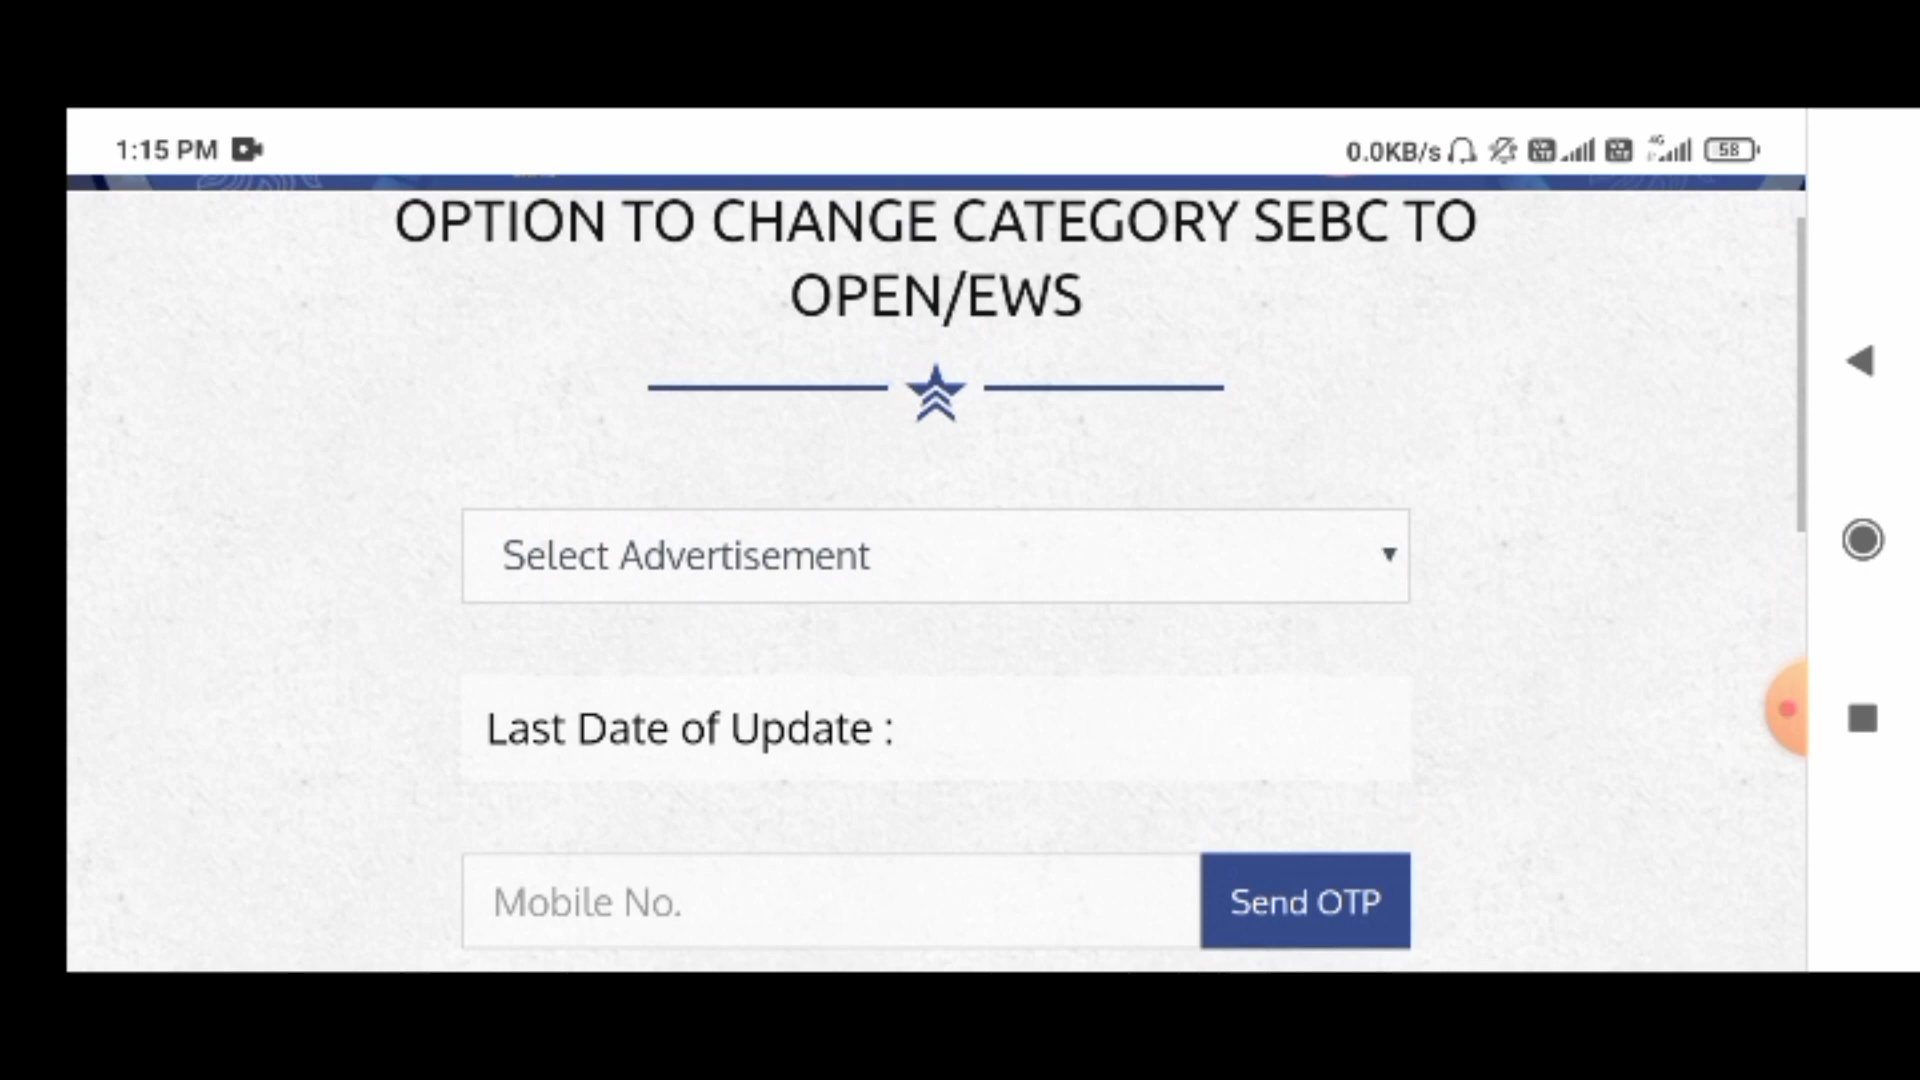 1:15 PM
0.0KB/s
4G
58
OPTION TO CHANGE CATEGORY SEBC TO
OPEN/EWS
Select Advertisement
Last Date of Update :
Mobile No.
Send OTP